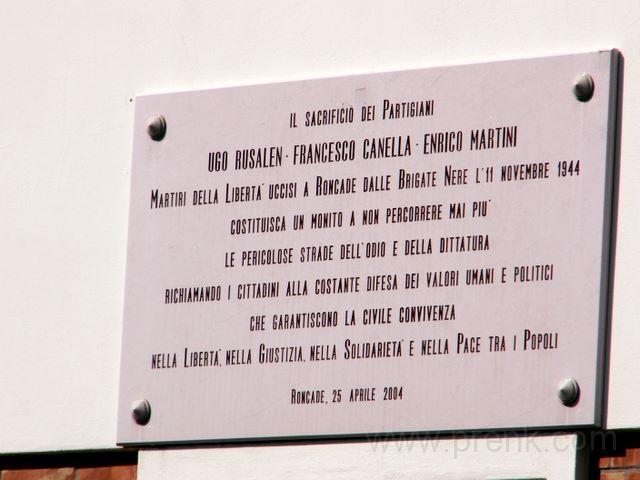 IL SACRIFICIO DEI PARTIGIANI
UGO RUSALEN · FRANCESCO CANELLA · ENRICO MARTINI
MARTIRI DELLA LIBERTA' UCCISI A RONCADE DALLE BRIGATE NERE L'11 NOVEMBRE 1944
COSTITUISCA UN MONITO A NON PERCORRERE MAI PIU'
LE PERICOLOSE STRADE DELL'ODIO E DELLA DITTATURA
RICHIAMANDO I CITTADINI ALLA COSTANTE DIFESA DEI VALORI UMANI E POLITICI
CHE GARANTISCONO LA CIVILE CONVIVENZA
NELLA LIBERTA', NELLA GIUSTIZIA, NELLA SOLIDARIETA' E NELLA PACE TRA I POPOLI
RONCADE, 25 APRILE 2004
www.prenk.com